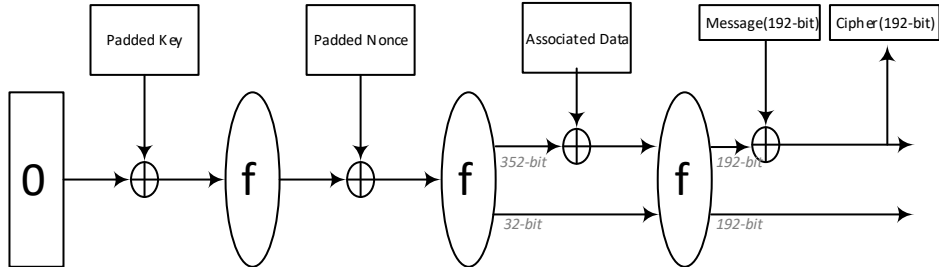 Padded Key
Padded Nonce
Associated Data
Message(192-bit)
Cipher(192-bit)
0
f
f
352-bit
32-bit
f
192-bit
192-bit